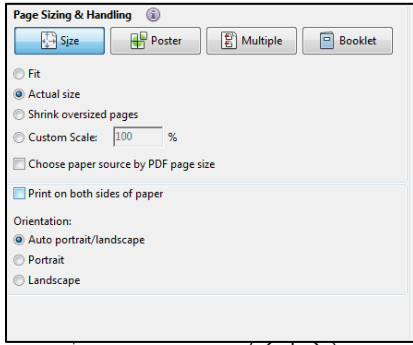 Page Sizing & Handling
Size Poster Multiple Booklet
Fit
Actual size
Shrink oversized pages
Custom Scale: 100 %
Choose paper source by PDF page size
Print on both sides of paper
Orientation:
Auto portrait/landscape
Portrait
Landscape